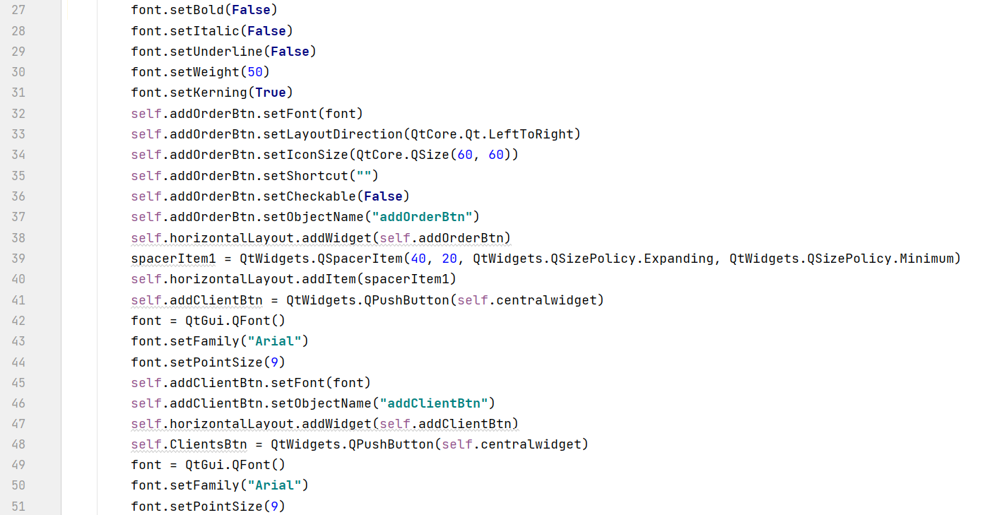 27 font.setBold(False)
28 font.setItalic(False)
29 font.setUnderline(False)
30 font.setWeight(50)
31 font.setKerning(True)
32 self.addOrderBtn.setFont(font)
33 self.addOrderBtn.setLayoutDirection(QtCore.Qt.LeftToRight)
34 self.addOrderBtn.setIconSize(QtCore.QSize(60, 60))
35 self.addOrderBtn.setShortcut("")
36 self.addOrderBtn.setCheckable(False)
37 self.addOrderBtn.setObjectName("addOrderBtn")
38 self.horizontalLayout.addWidget(self.addOrderBtn)
39 spacerItem1 = QtWidgets.QSpacerItem(40, 20, QtWidgets.QSizePolicy.Expanding, QtWidgets.QSizePolicy.Minimum)
40 self.horizontalLayout.addItem(spacerItem1)
41 self.addClientBtn = QtWidgets.QPushButton(self.centralwidget)
42 font = QtGui.QFont()
43 font.setFamily("Arial")
44 font.setPointSize(9)
45 self.addClientBtn.setFont(font)
46 self.addClientBtn.setObjectName("addClientBtn")
47 self.horizontalLayout.addWidget(self.addClientBtn)
48 self.ClientsBtn = QtWidgets.QPushButton(self.centralwidget)
49 font = QtGui.QFont()
50 font.setFamily("Arial")
51 font.setPointSize(9)